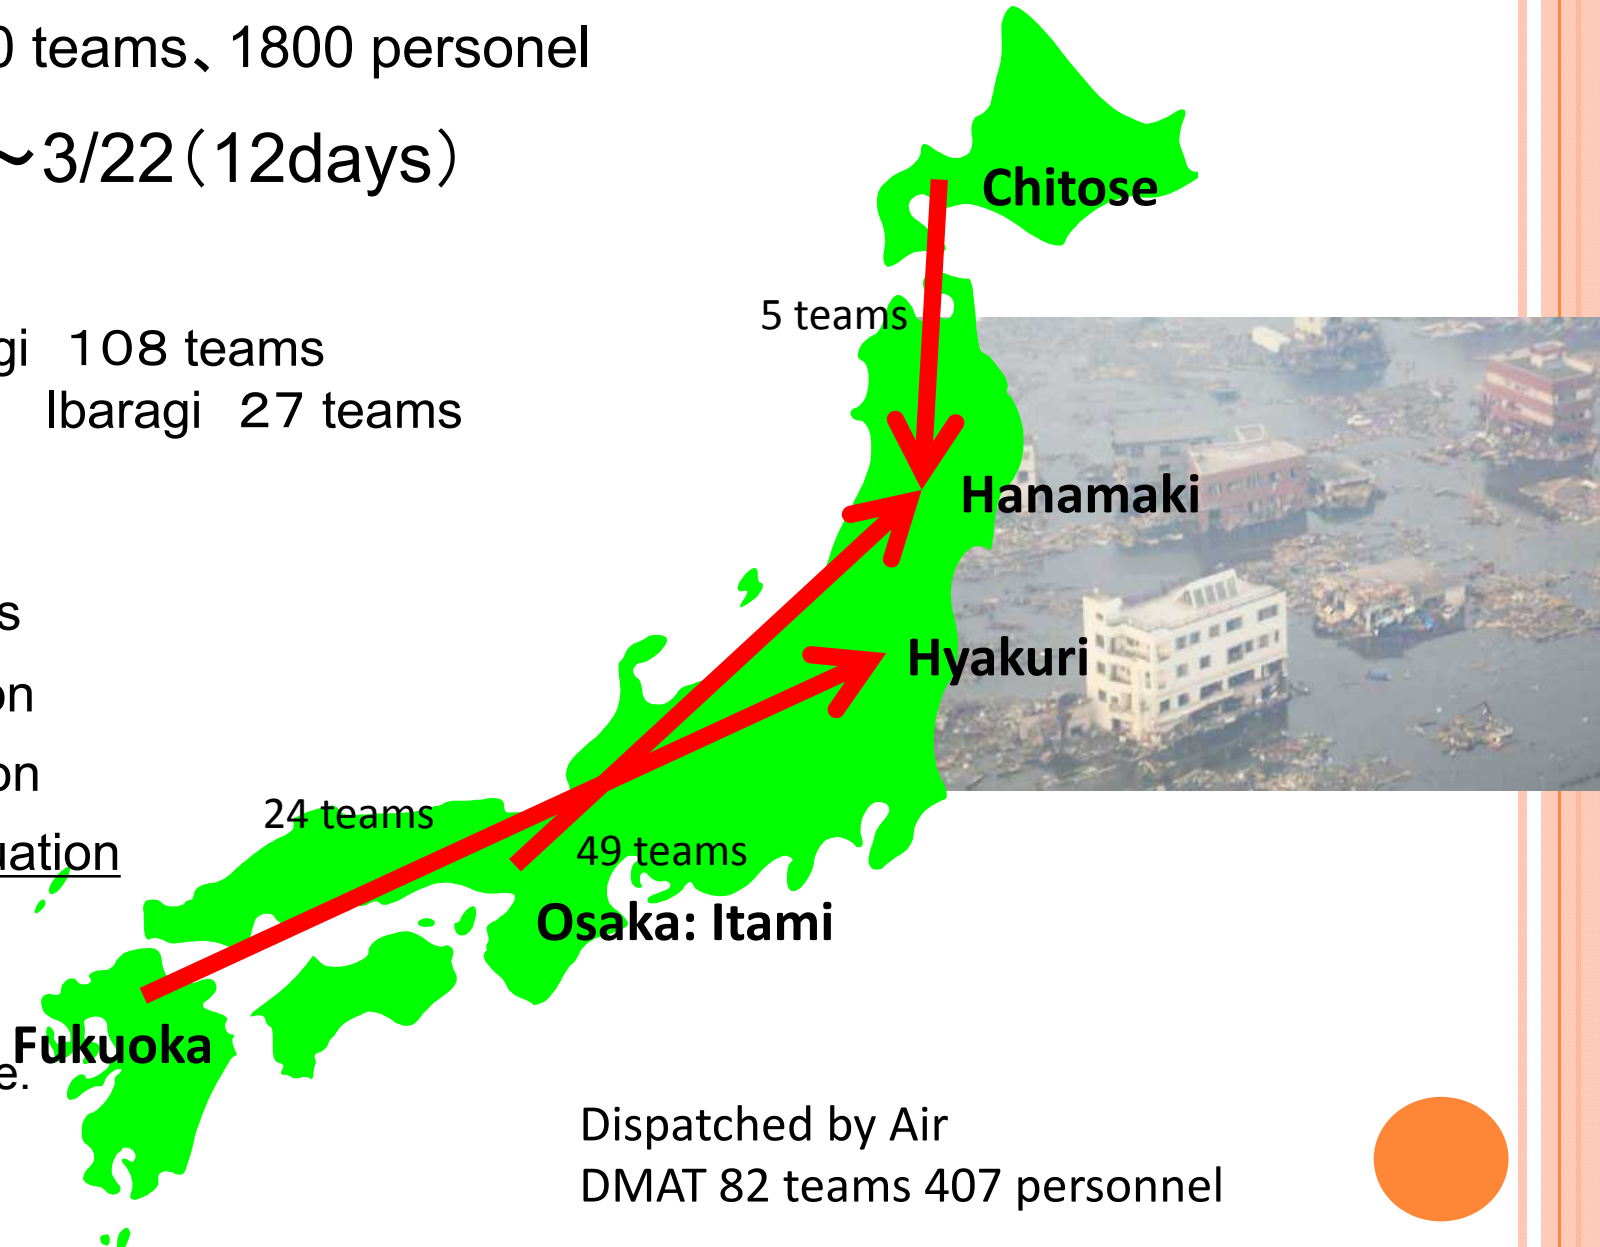 0 teams、1800 personel
～3/22（12days）
Chitose
5 teams
gi １０８ teams
Ibaragi ２７ teams
Hanamaki
s
on
Hyakuri
on
24 teams
uation
49 teams
Osaka: Itami
Fukuoka
e.
Dispatched by Air
DMAT 82 teams 407 personnel